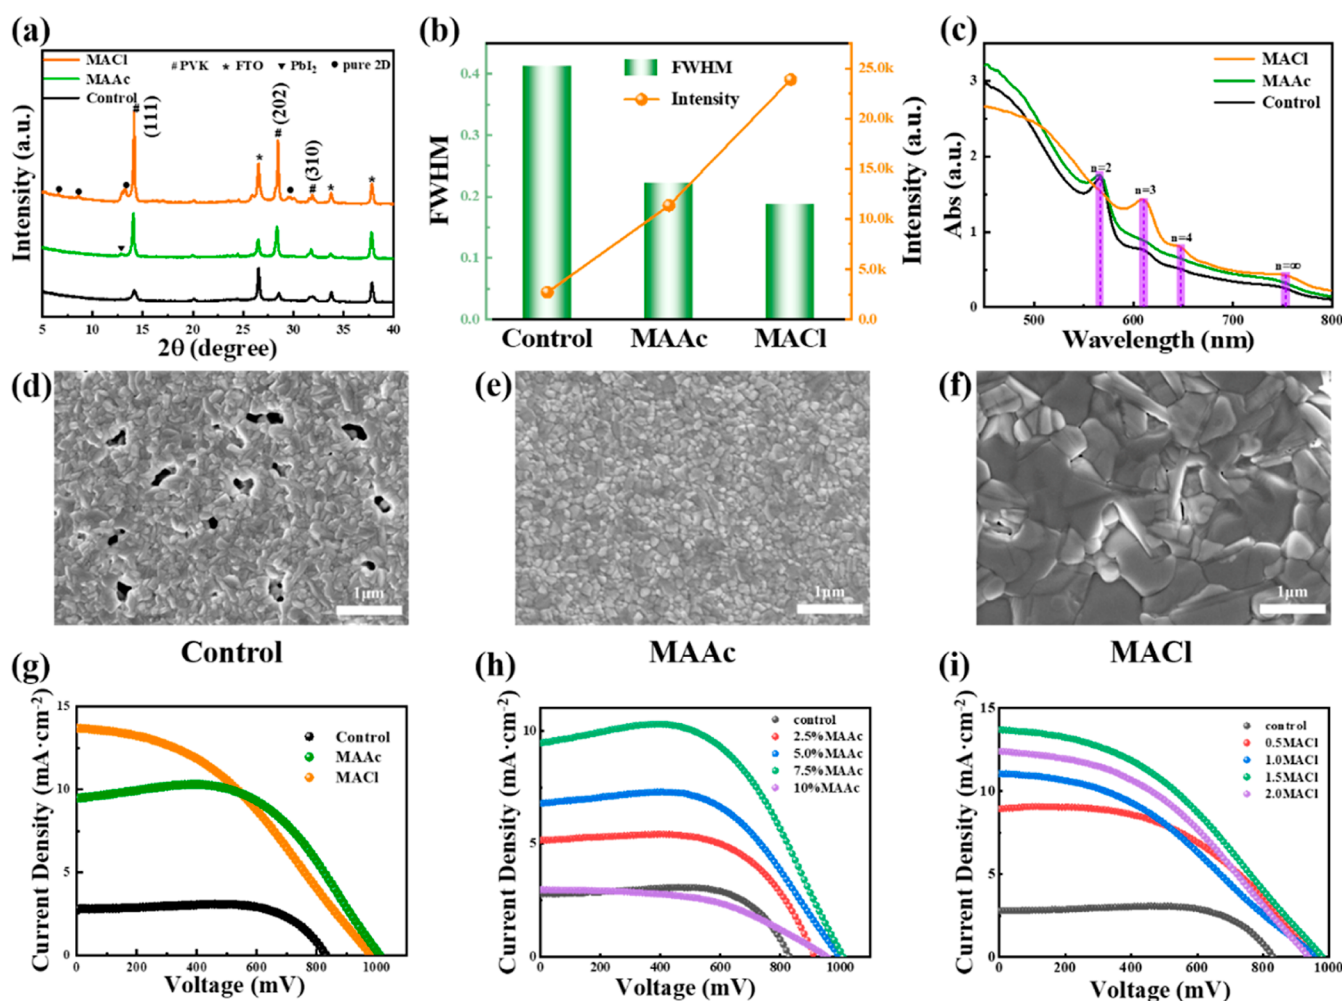 (a)
MACl
MAAc
Control
# PVK * FTO ▼ PbI₂ ● pure 2D
#
(111)
#
(202)
*
#
(310)
*
*
Intensity (a.u.)
5 10 15 20 25 30 35 40
2θ (degree)
(b)
FWHM
Intensity
0.4
0.3
0.2
0.1
0.0
FWHM
25.0k
20.0k
15.0k
10.0k
5.0k
0.0
Intensity (a.u.)
Control MAAc MACl
(c)
MACl
MAAc
Control
3
2
1
0
Abs (a.u.)
n=2
n=3
n=4
n=∞
500 600 700 800
Wavelength (nm)
(d)
1μm
Control
(e)
1μm
MAAc
(f)
1μm
MACl
(g)
Control
MAAc
MACl
15
10
5
0
Current Density (mA·cm⁻²)
0 200 400 600 800 1000
Voltage (mV)
(h)
control
2.5%MAAc
5.0%MAAc
7.5%MAAc
10%MAAc
10
5
0
Current Density (mA·cm⁻²)
0 200 400 600 800 1000
Voltage (mV)
(i)
control
0.5MACl
1.0MACl
1.5MACl
2.0MACl
15
10
5
0
Current Density (mA·cm⁻²)
0 200 400 600 800 1000
Voltage (mV)